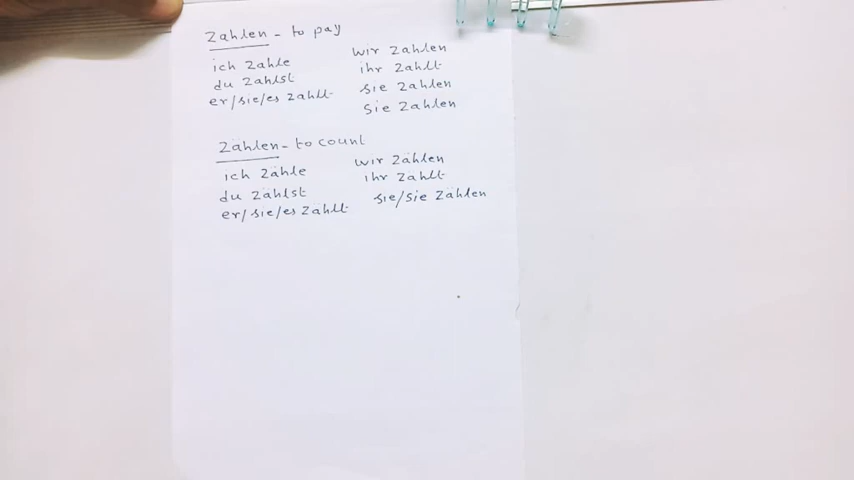 Zahlen - to pay
ich zahle
du zahlst
er/sie/es zahlt
wir zahlen
ihr zahlt
sie zahlen
sie zahlen
Zählen - to count
ich zähle
du zählst
er/sie/es zählt
wir zählen
ihr zählt
sie/sie zählen